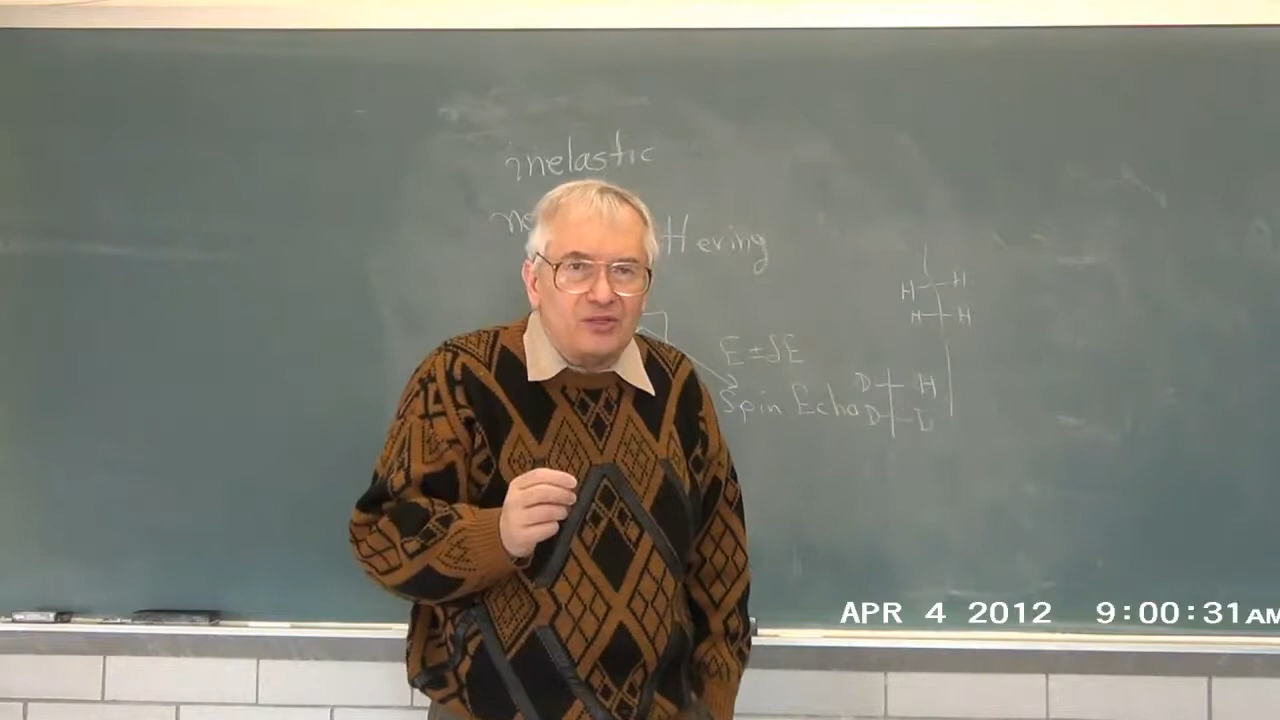 inelastic
ttering
H H
H H
E ± δE
D H
Spin Echo D
APR 4 2012 9:00:31AM